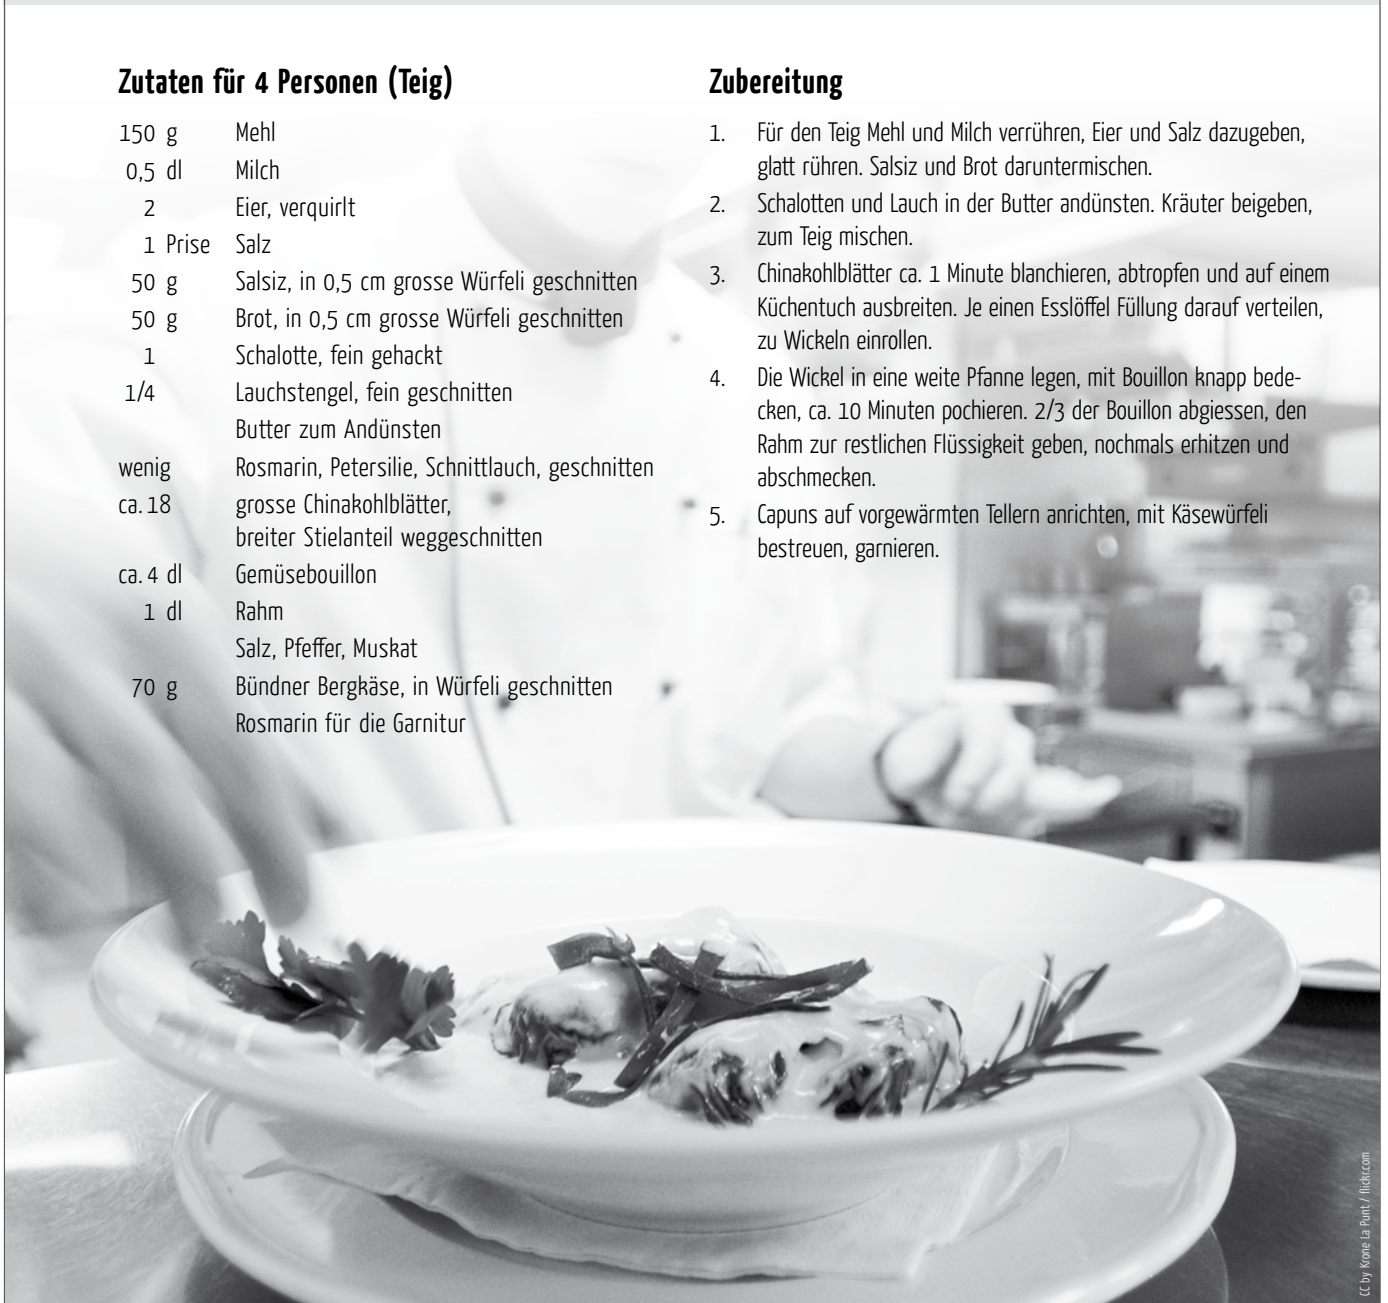 Zutaten für 4 Personen (Teig)
150 g Mehl
0,5 dl Milch
2 Eier, verquirlt
1 Prise Salz
50 g Salsiz, in 0,5 cm grosse Würfeli geschnitten
50 g Brot, in 0,5 cm grosse Würfeli geschnitten
1 Schalotte, fein gehackt
1/4 Lauchstengel, fein geschnitten
Butter zum Andünsten
wenig Rosmarin, Petersilie, Schnittlauch, geschnitten
ca. 18 grosse Chinakohlblätter,
breiter Stielanteil weggeschnitten
ca. 4 dl Gemüsebouillon
1 dl Rahm
Salz, Pfeffer, Muskat
70 g Bündner Bergkäse, in Würfeli geschnitten
Rosmarin für die Garnitur
Zubereitung
1. Für den Teig Mehl und Milch verrühren, Eier und Salz dazugeben,
glatt rühren. Salsiz und Brot daruntermischen.
2. Schalotten und Lauch in der Butter andünsten. Kräuter beigeben,
zum Teig mischen.
3. Chinakohlblätter ca. 1 Minute blanchieren, abtropfen und auf einem
Küchentuch ausbreiten. Je einen Esslöffel Füllung darauf verteilen,
zu Wickeln einrollen.
4. Die Wickel in eine weite Pfanne legen, mit Bouillon knapp bede-
cken, ca. 10 Minuten pochieren. 2/3 der Bouillon abgiessen, den
Rahm zur restlichen Flüssigkeit geben, nochmals erhitzen und
abschmecken.
5. Capuns auf vorgewärmten Tellern anrichten, mit Käsewürfeli
bestreuen, garnieren.
CC by Krone La Punt / flickr.com